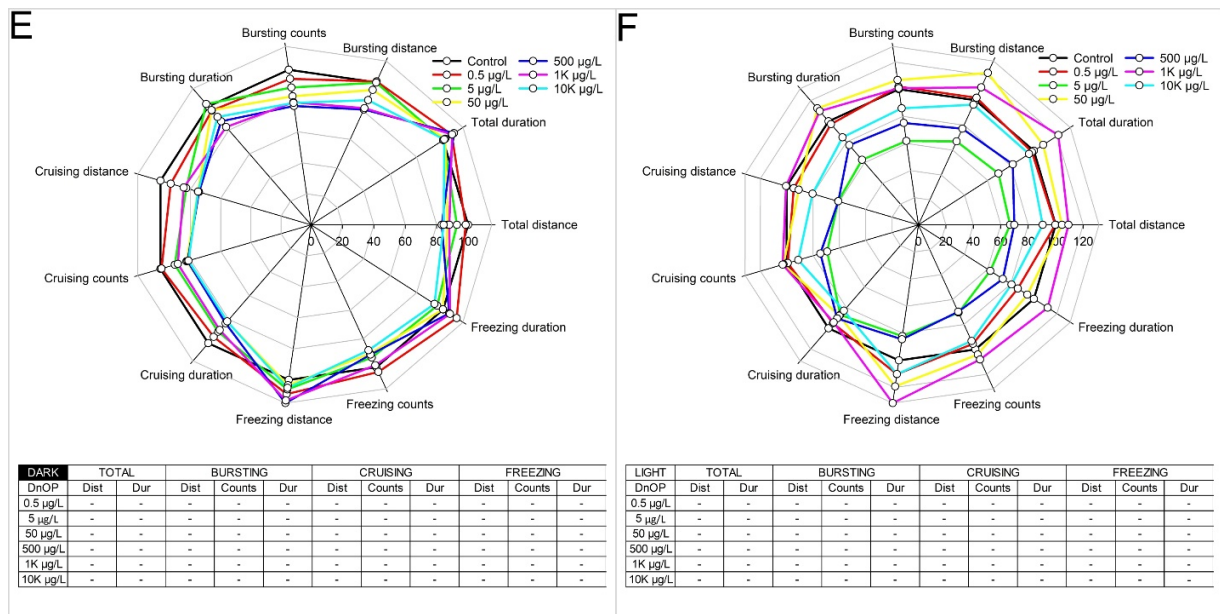 E
Bursting counts
Bursting distance
Control
500 µg/L
0.5 µg/L
1K µg/L
5 µg/L
10K µg/L
50 µg/L
Bursting duration
Total duration
Cruising distance
Total distance
0 20 40 60 80 100
Cruising counts
Freezing duration
Cruising duration
Freezing counts
Freezing distance
DARK TOTAL BURSTING CRUISING FREEZING
DnOP Dist Dur Dist Counts Dur Dist Counts Dur Dist Counts Dur
0.5 µg/L - - - - - - - - - - -
5 µg/L - - - - - - - - - - -
50 µg/L - - - - - - - - - - -
500 µg/L - - - - - - - - - - -
1K µg/L - - - - - - - - - - -
10K µg/L - - - - - - - - - - -
F
Bursting counts
Bursting distance
Control
500 µg/L
0.5 µg/L
1K µg/L
5 µg/L
10K µg/L
50 µg/L
Bursting duration
Total duration
Cruising distance
Total distance
0 20 40 60 80 100 120
Cruising counts
Freezing duration
Cruising duration
Freezing counts
Freezing distance
LIGHT TOTAL BURSTING CRUISING FREEZING
DnOP Dist Dur Dist Counts Dur Dist Counts Dur Dist Counts Dur
0.5 µg/L - - - - - - - - - - -
5 µg/L - - - - - - - - - - -
50 µg/L - - - - - - - - - - -
500 µg/L - - - - - - - - - - -
1K µg/L - - - - - - - - - - -
10K µg/L - - - - - - - - - - -